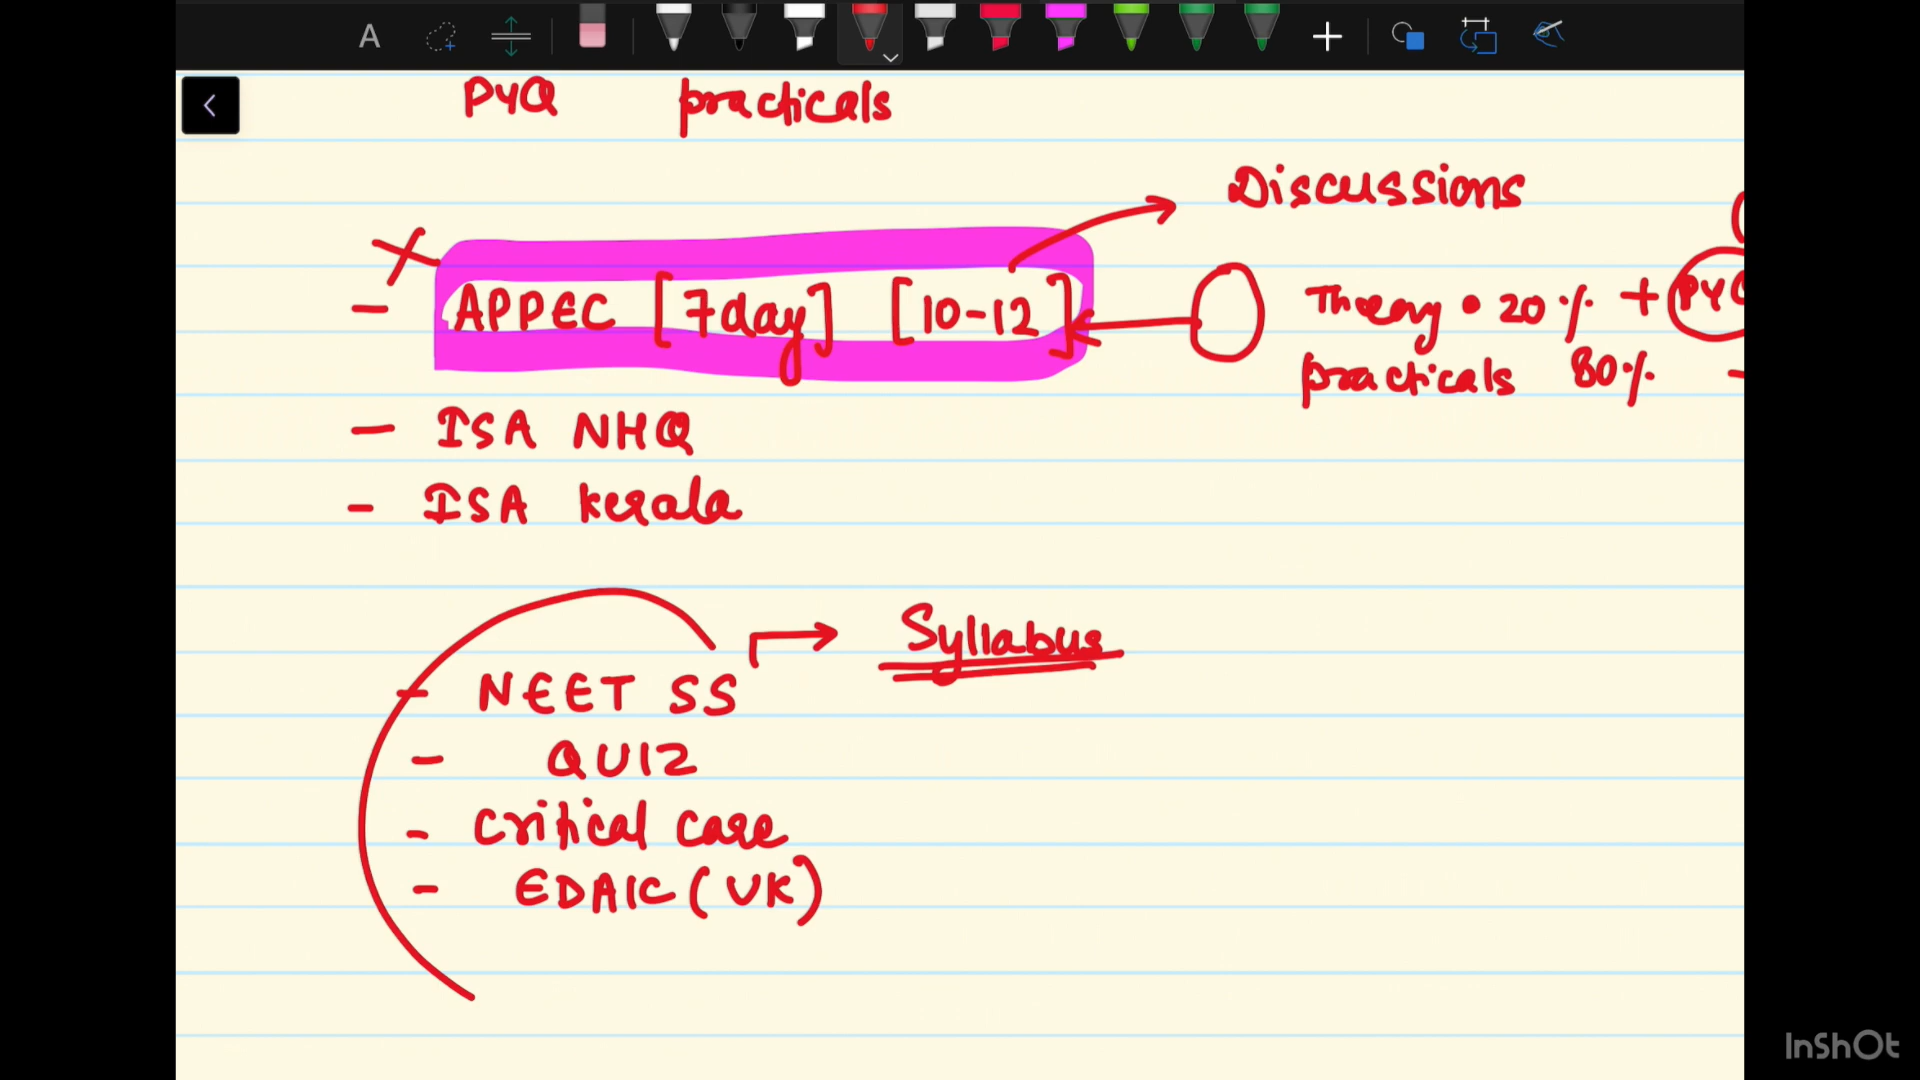 A
PYQ practicals
Discussions
- APPEC [7day] [10-12]
Theory • 20% + PYQ
practicals 80% -
- ISA NHQ
- ISA Kerala
Syllabus
- NEET SS
- QUIZ
- Critical case
- EDAIC (UK)
InShOt